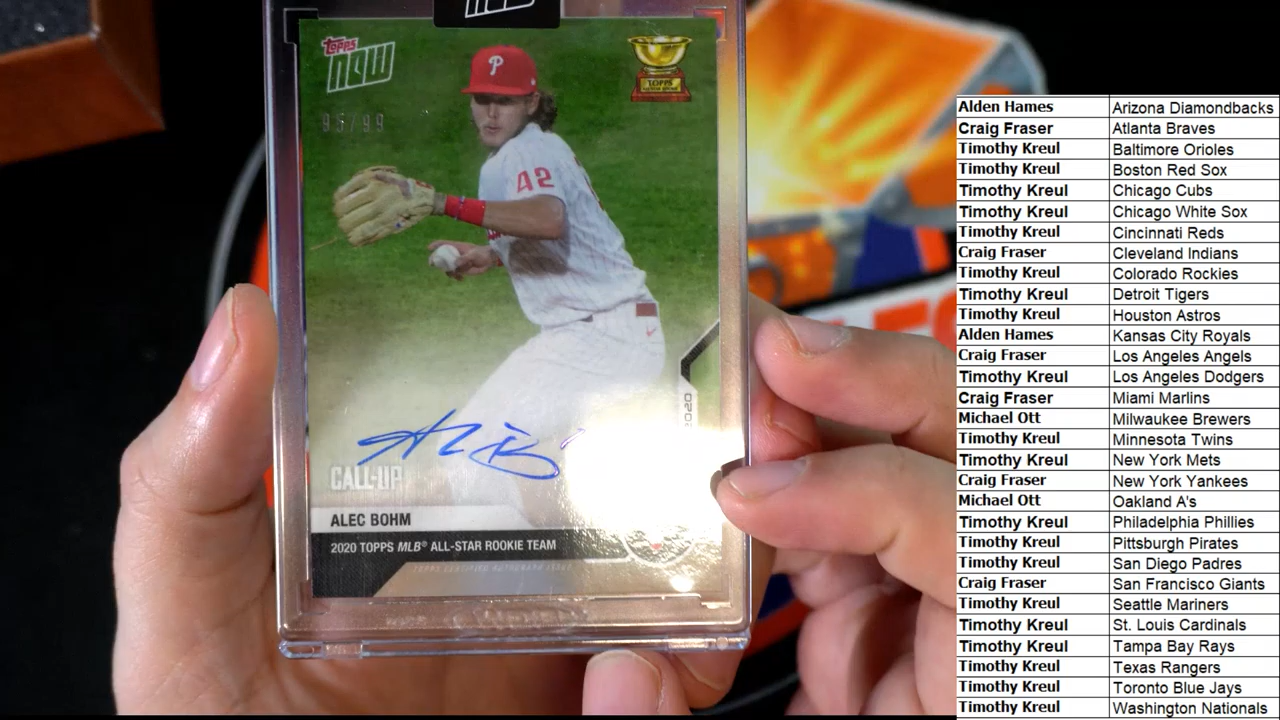 NOW
TOPPS
NOW
TOPPS
P
95/99
42
2020
CALL-UP
ALEC BOHM
2020 TOPPS MLB® ALL-STAR ROOKIE TEAM
TOPPS CERTIFIED AUTOGRAPH ISSUE
Alden Hames Arizona Diamondbacks
Craig Fraser Atlanta Braves
Timothy Kreul Baltimore Orioles
Timothy Kreul Boston Red Sox
Timothy Kreul Chicago Cubs
Timothy Kreul Chicago White Sox
Timothy Kreul Cincinnati Reds
Craig Fraser Cleveland Indians
Timothy Kreul Colorado Rockies
Timothy Kreul Detroit Tigers
Timothy Kreul Houston Astros
Alden Hames Kansas City Royals
Craig Fraser Los Angeles Angels
Timothy Kreul Los Angeles Dodgers
Craig Fraser Miami Marlins
Michael Ott Milwaukee Brewers
Timothy Kreul Minnesota Twins
Timothy Kreul New York Mets
Craig Fraser New York Yankees
Michael Ott Oakland A's
Timothy Kreul Philadelphia Phillies
Timothy Kreul Pittsburgh Pirates
Timothy Kreul San Diego Padres
Craig Fraser San Francisco Giants
Timothy Kreul Seattle Mariners
Timothy Kreul St. Louis Cardinals
Timothy Kreul Tampa Bay Rays
Timothy Kreul Texas Rangers
Timothy Kreul Toronto Blue Jays
Timothy Kreul Washington Nationals